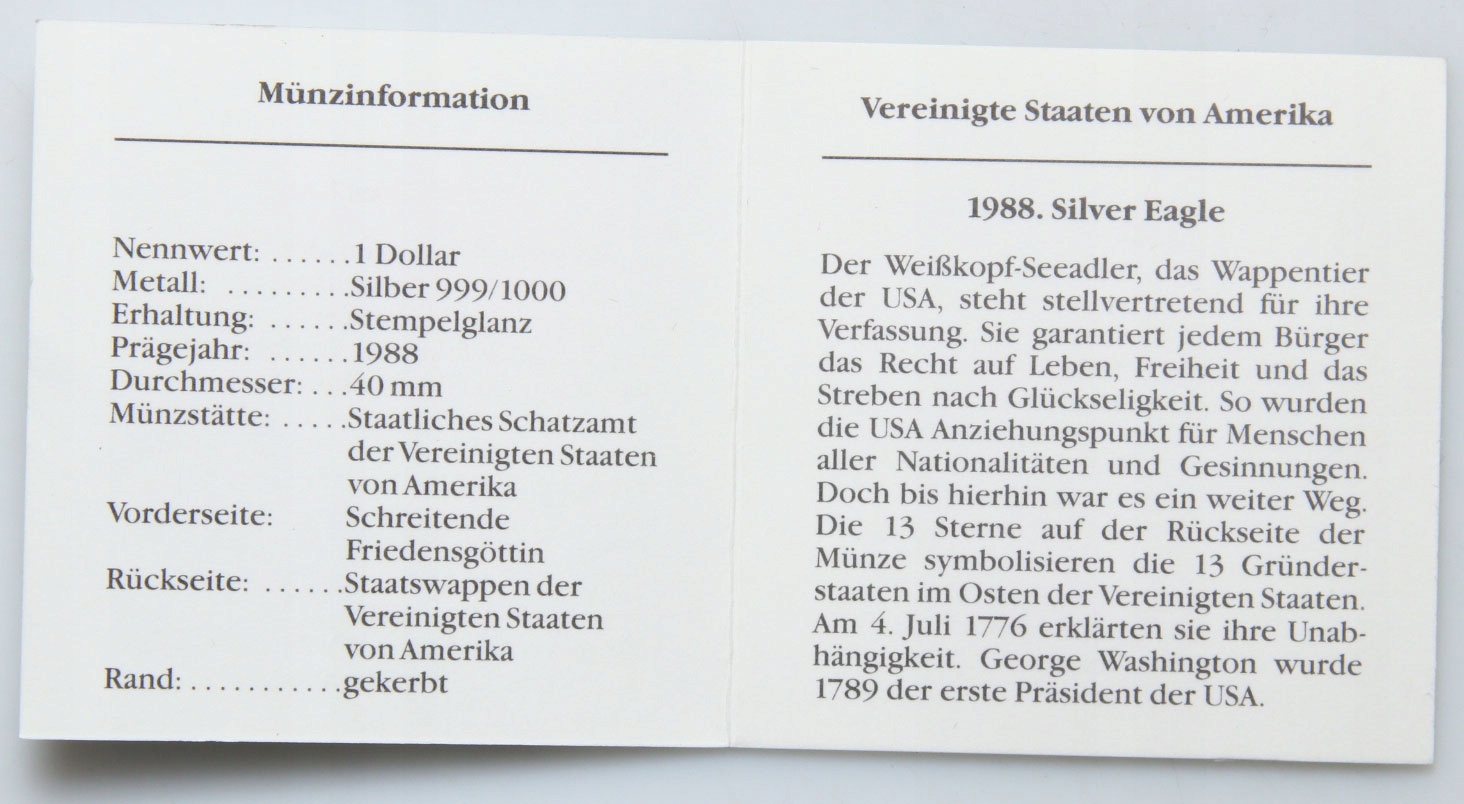 Münzinformation
Nennwert: . . . . . . 1 Dollar
Metall: . . . . . . . . . Silber 999/1000
Erhaltung: . . . . . . Stempelglanz
Prägejahr: . . . . . . 1988
Durchmesser: . . . 40 mm
Münzstätte: . . . . . Staatliches Schatzamt
der Vereinigten Staaten
von Amerika
Vorderseite: Schreitende
Friedensgöttin
Rückseite: . . . . . . Staatswappen der
Vereinigten Staaten
von Amerika
Rand: . . . . . . . . . . . gekerbt
Vereinigte Staaten von Amerika
1988. Silver Eagle
Der Weißkopf-Seeadler, das Wappentier
der USA, steht stellvertretend für ihre
Verfassung. Sie garantiert jedem Bürger
das Recht auf Leben, Freiheit und das
Streben nach Glückseligkeit. So wurden
die USA Anziehungspunkt für Menschen
aller Nationalitäten und Gesinnungen.
Doch bis hierhin war es ein weiter Weg.
Die 13 Sterne auf der Rückseite der
Münze symbolisieren die 13 Gründer-
staaten im Osten der Vereinigten Staaten.
Am 4. Juli 1776 erklärten sie ihre Unab-
hängigkeit. George Washington wurde
1789 der erste Präsident der USA.